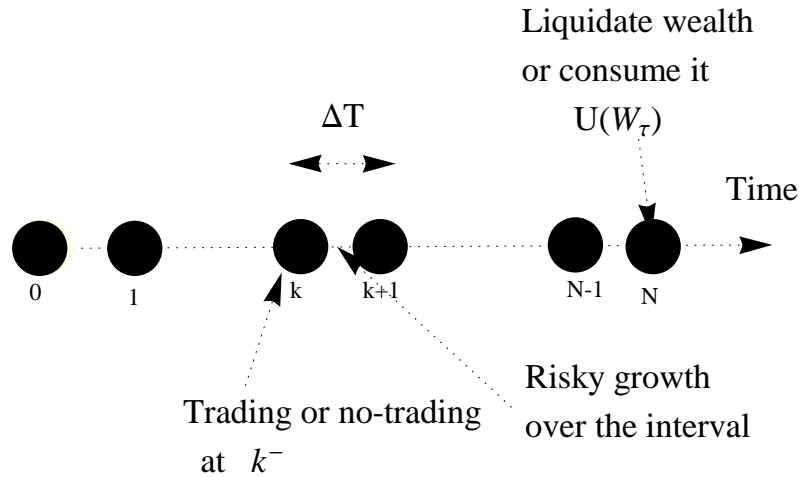 Liquidate wealth
or consume it
U(W_τ)
ΔT
Time
0
1
k
k+1
N-1
N
Trading or no-trading
at k⁻
Risky growth
over the interval